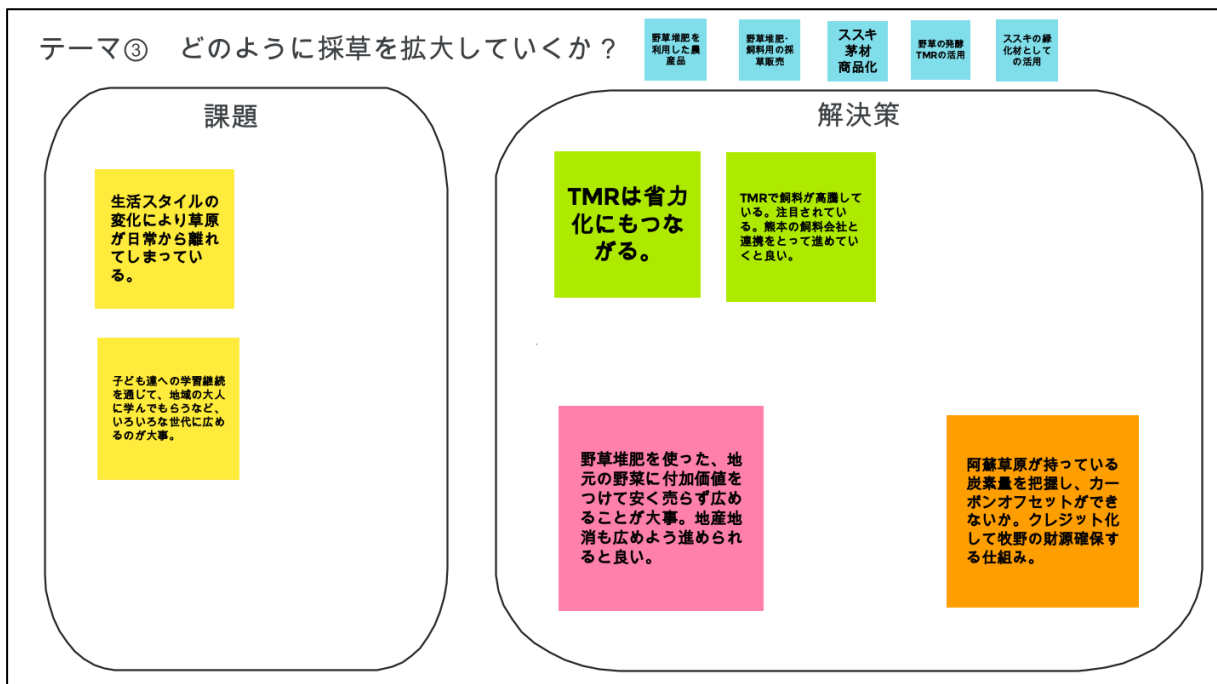 テーマ③ どのように採草を拡大していくか？
野草堆肥を
利用した農
産品
野草堆肥・
飼料用の採
草販売
ススキ
茅材
商品化
野草の発酵
TMRの活用
ススキの緑
化材として
の活用
課題
生活スタイルの
変化により草原
が日常から離れ
てしまってい
る。
子ども達への学習継続
を通じて、地域の大人
に学んでもらうなど、
いろいろな世代に広め
るのが大事。
解決策
TMRは省力
化にもつな
がる。
TMRで飼料が高騰して
いる。注目されてい
る。熊本の飼料会社と
連携をとって進めてい
くと良い。
野草堆肥を使った、地
元の野菜に付加価値を
つけて安く売らず広め
ることが大事。地産地
消も広めよう進められ
ると良い。
阿蘇草原が持っている
炭素量を把握し、カー
ボンオフセットができ
ないか。クレジット化
して牧野の財源確保す
る仕組み。